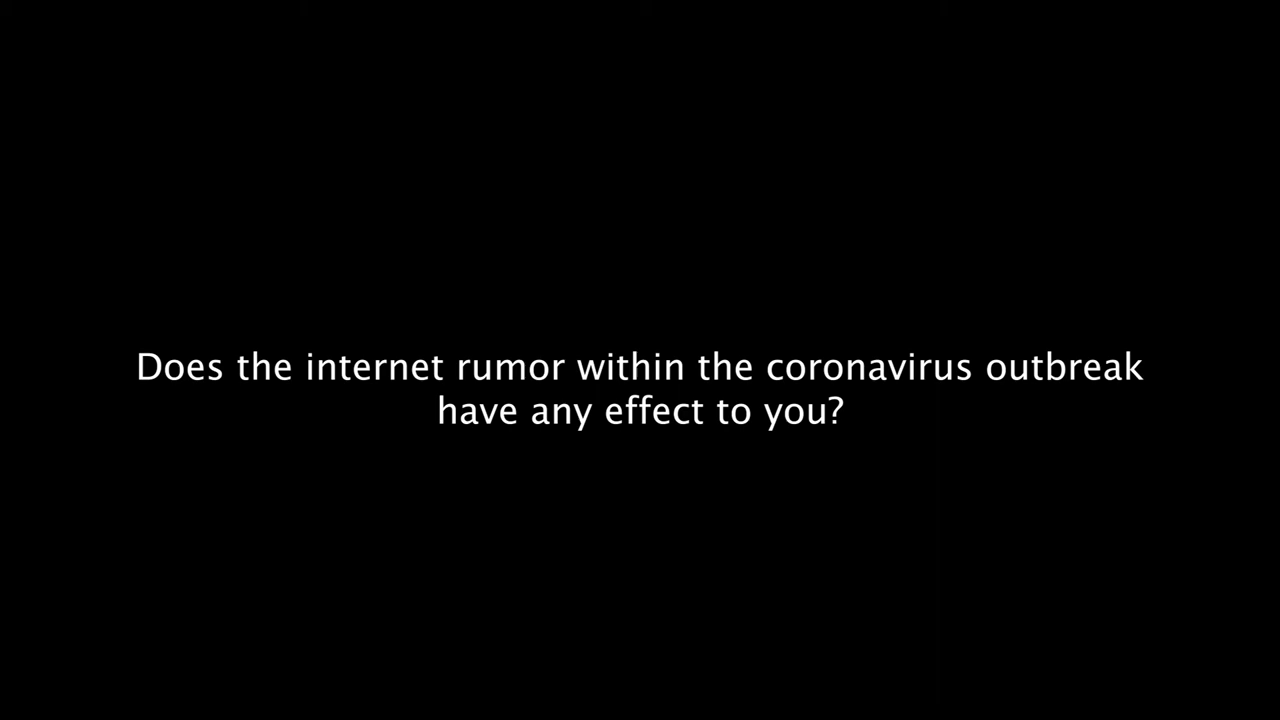 Does the internet rumor within the coronavirus outbreak
have any effect to you?